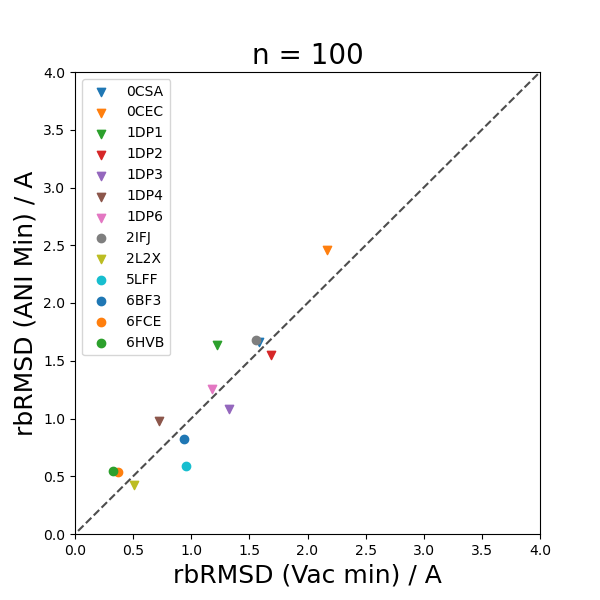 n = 100
rbRMSD (ANI Min) / A
4.0
3.5
3.0
2.5
2.0
1.5
1.0
0.5
0.0
0CSA
0CEC
1DP1
1DP2
1DP3
1DP4
1DP6
2IFJ
2L2X
5LFF
6BF3
6FCE
6HVB
0.0 0.5 1.0 1.5 2.0 2.5 3.0 3.5 4.0
rbRMSD (Vac min) / A